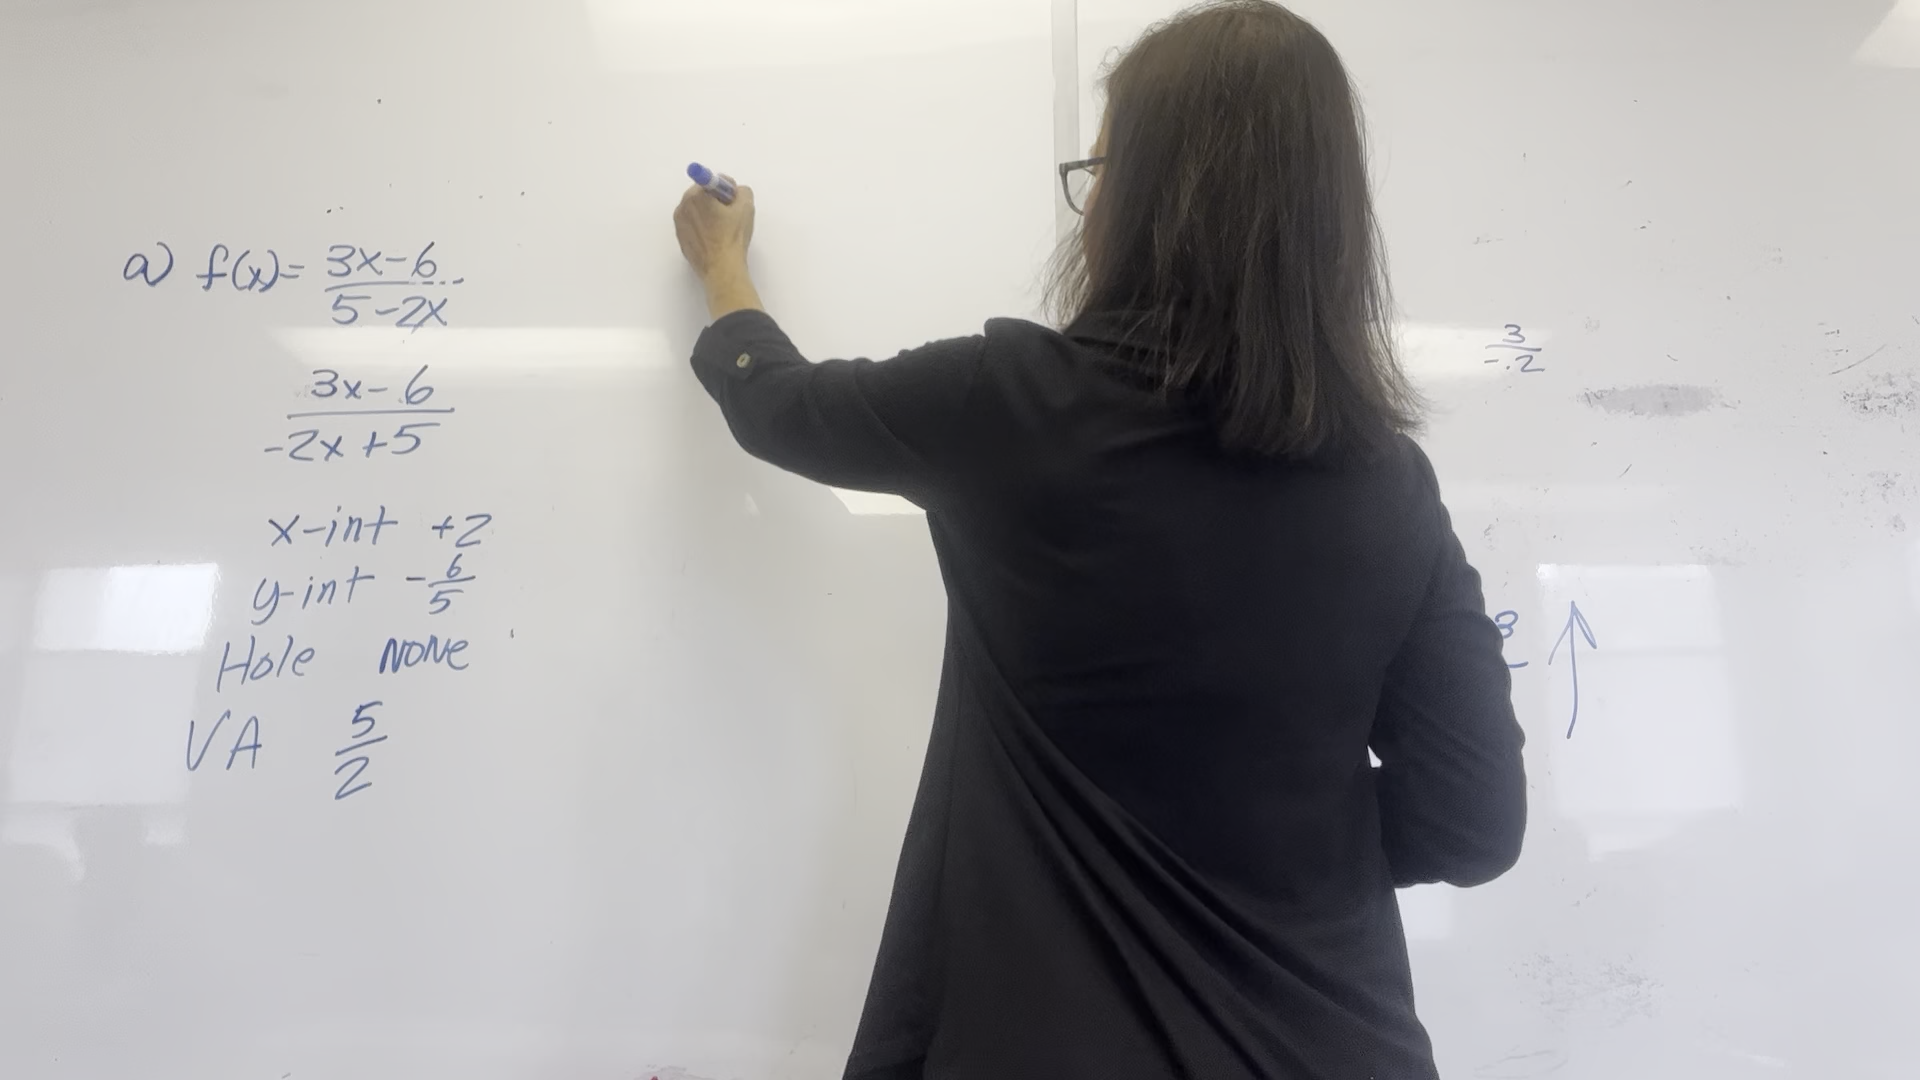 a) f(x) = 3x-6
5-2x
3x-6
-2x+5
x-int +2
y-int -6/5
Hole NONE
VA 5/2
3
-.2
3